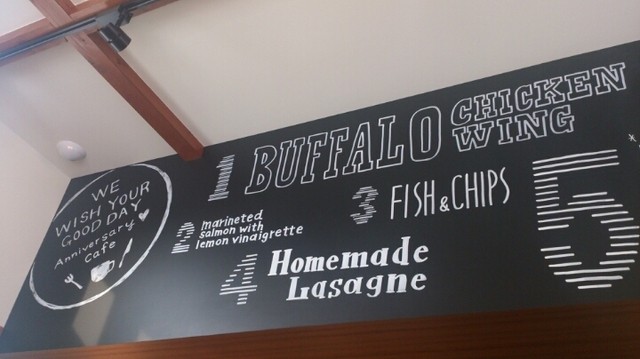 WE
WISH YOUR
GOOD DAY
Anniversary
Cafe
1 BUFFALO CHICKEN WING
2 marineted
salmon with
lemon vinaigrette
3 FISH & CHIPS
4 Homemade
Lasagne
5